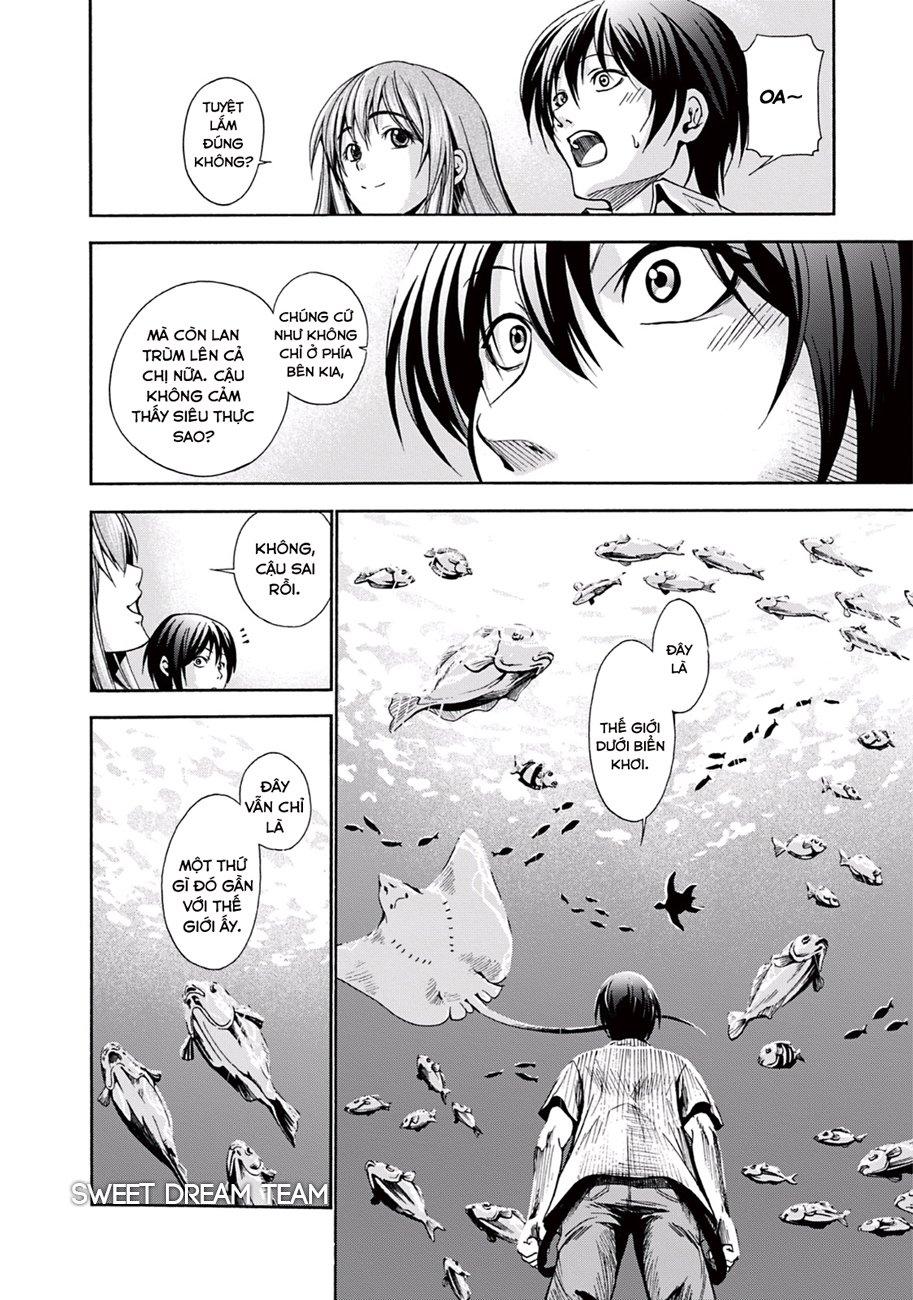 OA~
TUYỆT
LẮM
ĐÚNG
KHÔNG?
CHÚNG CỨ
NHƯ KHÔNG
CHỈ Ở PHÍA
BÊN KIA,
MÀ CÒN LAN
TRÙM LÊN CẢ
CHỊ NỮA. CẬU
KHÔNG CẢM
THẤY SIÊU THỰC
SAO?
ĐÂY
LÀ
THẾ GIỚI
DƯỚI BIỂN
KHƠI.
KHÔNG,
CẬU SAI
RỒI.
ĐÂY
VẪN CHỈ
LÀ
MỘT THỨ
GÌ ĐÓ GẦN
VỚI THẾ
GIỚI ẤY.
SWEET DREAM TEAM